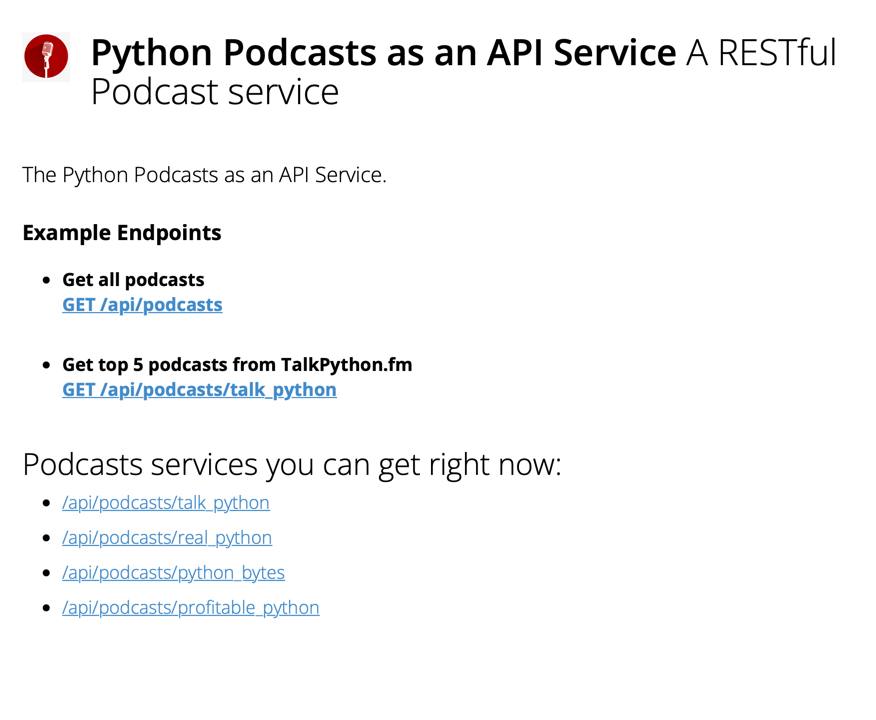 Python Podcasts as an API Service A RESTful
Podcast service
The Python Podcasts as an API Service.
Example Endpoints
Get all podcasts
GET /api/podcasts
Get top 5 podcasts from TalkPython.fm
GET /api/podcasts/talk_python
Podcasts services you can get right now:
/api/podcasts/talk_python
/api/podcasts/real_python
/api/podcasts/python_bytes
/api/podcasts/profitable_python